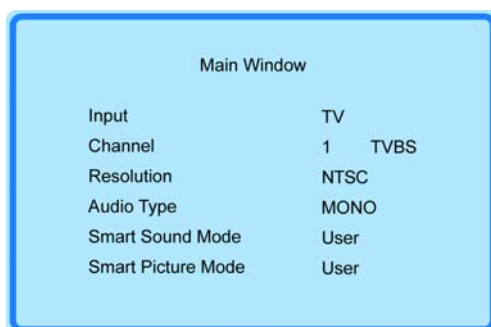 Main Window
Input TV
Channel 1 TVBS
Resolution NTSC
Audio Type MONO
Smart Sound Mode User
Smart Picture Mode User